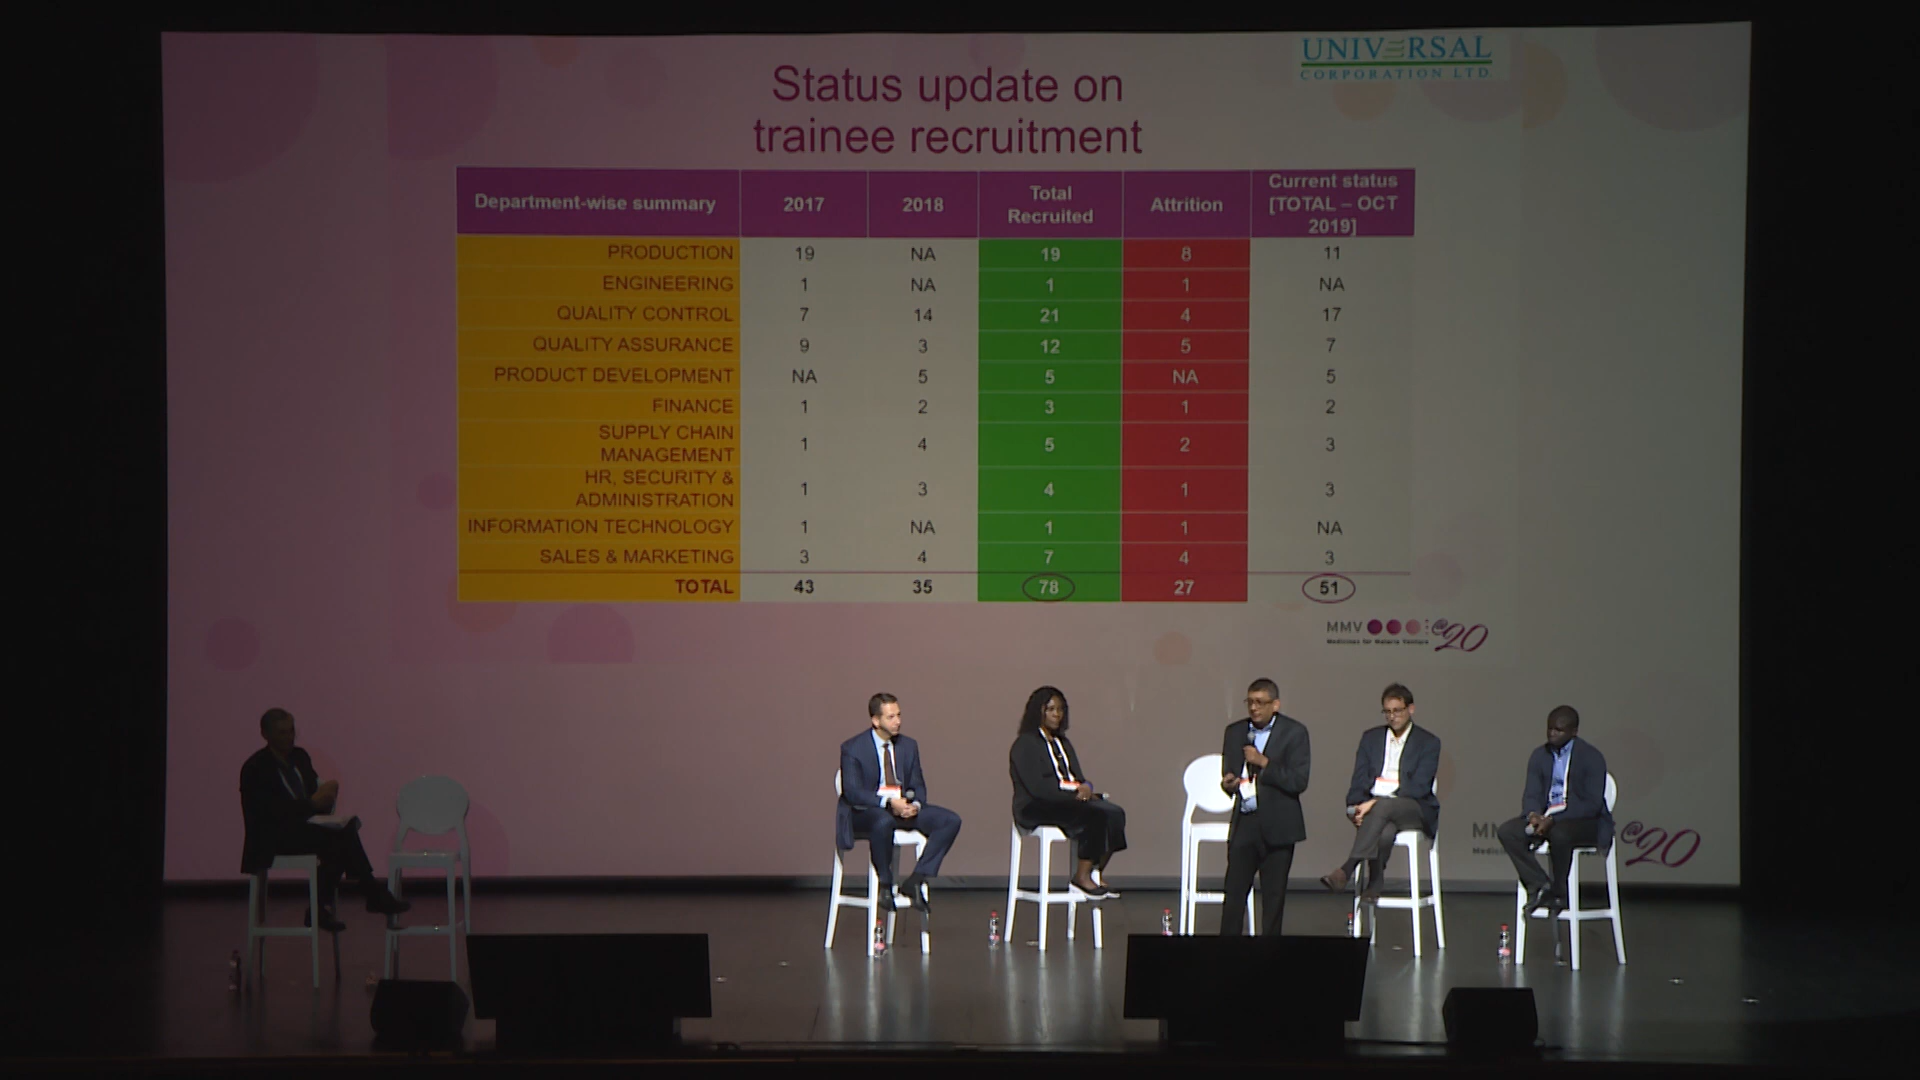 UNIVERSAL
CORPORATION LTD.
Status update on
trainee recruitment
Department-wise summary 2017 2018 Total Recruited Attrition Current status [TOTAL – OCT 2019]
PRODUCTION 19 NA 19 8 11
ENGINEERING 1 NA 1 1 NA
QUALITY CONTROL 7 14 21 4 17
QUALITY ASSURANCE 9 3 12 5 7
PRODUCT DEVELOPMENT NA 5 5 NA 5
FINANCE 1 2 3 1 2
SUPPLY CHAIN MANAGEMENT 1 4 5 2 3
HR, SECURITY & ADMINISTRATION 1 3 4 1 3
INFORMATION TECHNOLOGY 1 NA 1 1 NA
SALES & MARKETING 3 4 7 4 3
TOTAL 43 35 78 27 51
MMV @20
Medicines for Malaria Venture
@20